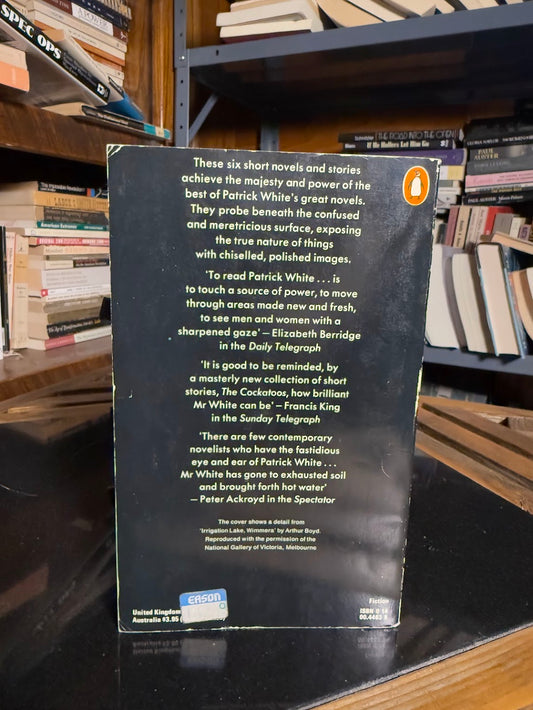 These six short novels and stories
achieve the majesty and power of the
best of Patrick White's great novels.
They probe beneath the confused
and meretricious surface, exposing
the true nature of things
with chiselled, polished images.
'To read Patrick White . . . is
to touch a source of power, to move
through areas made new and fresh,
to see men and women with a
sharpened gaze' – Elizabeth Berridge
in the Daily Telegraph
'It is good to be reminded, by
a masterly new collection of short
stories, The Cockatoos, how brilliant
Mr White can be' – Francis King
in the Sunday Telegraph
'There are few contemporary
novelists who have the fastidious
eye and ear of Patrick White . . .
Mr White has gone to exhausted soil
and brought forth hot water'
– Peter Ackroyd in the Spectator
The cover shows a detail from
'Irrigation Lake, Wimmera' by Arthur Boyd.
Reproduced with the permission of the
National Gallery of Victoria, Melbourne
EASON
United Kingdom
Australia $3.95
Fiction
ISBN 0 14
00.4463
SPEC OPS
PAUL AUSTER